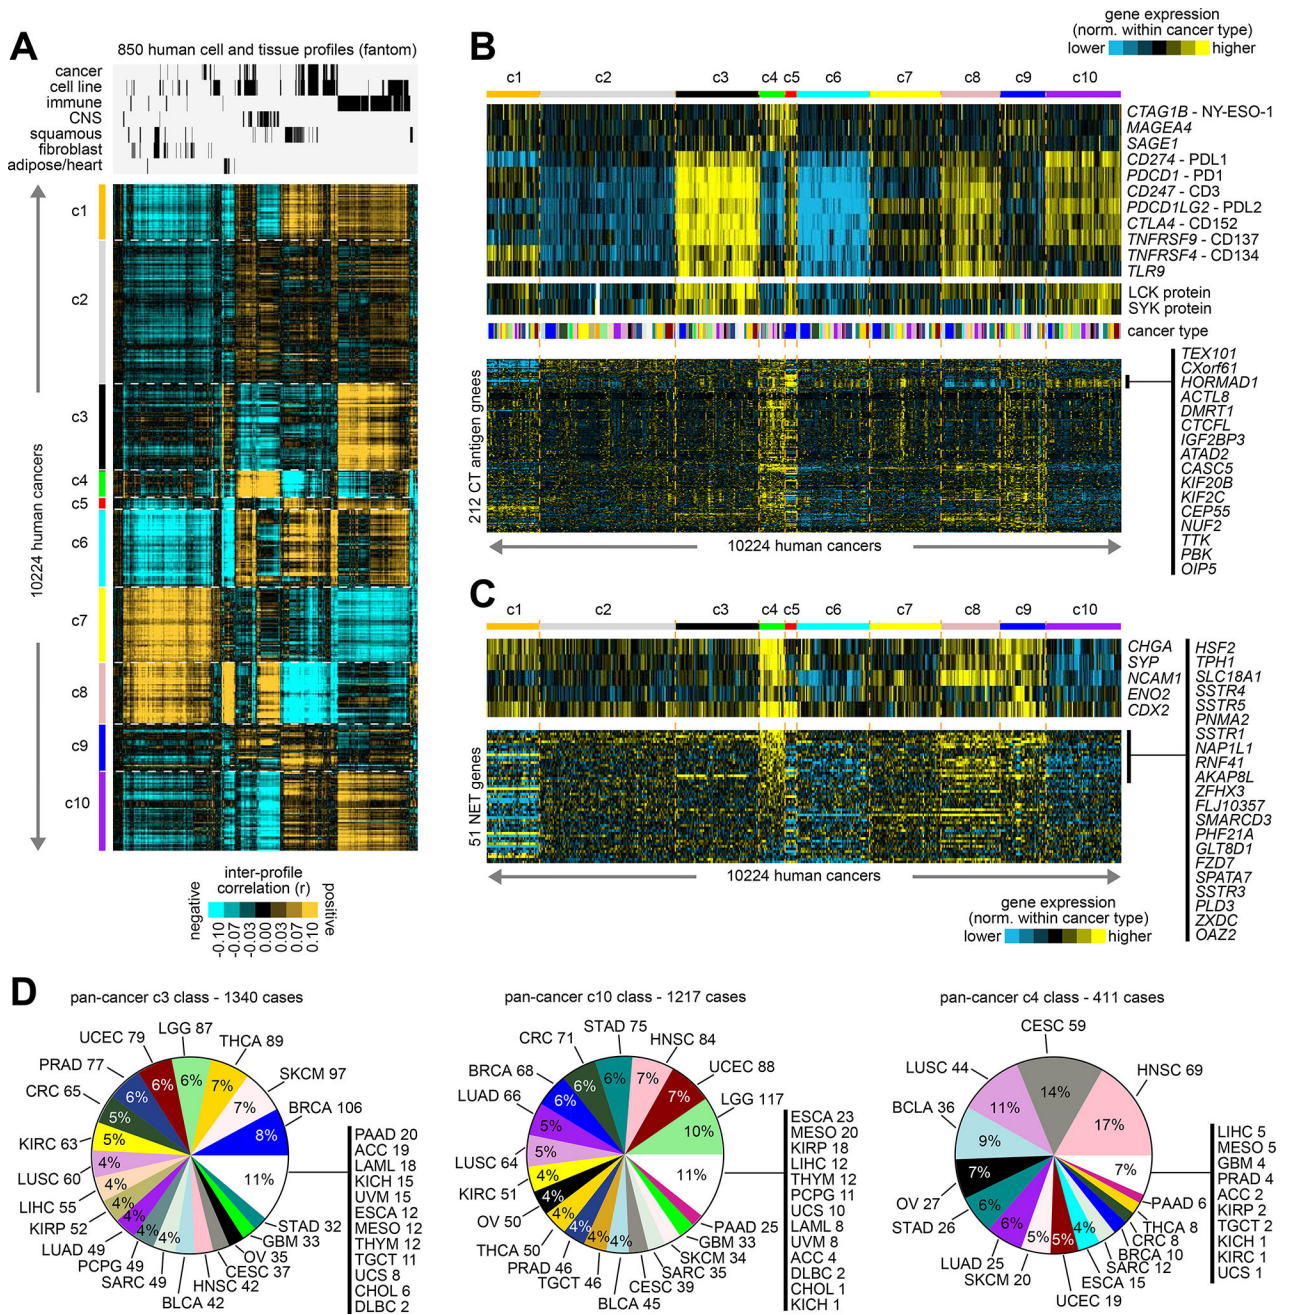 A
850 human cell and tissue profiles (fantom)
cancer
cell line
immune
CNS
squamous
fibroblast
adipose/heart
c1
c2
c3
c4
c5
c6
c7
c8
c9
c10
10224 human cancers
inter-profile
correlation (r)
negative
positive
-0.10
-0.07
-0.03
0.00
0.03
0.07
0.10
B
gene expression
(norm. within cancer type)
lower
higher
c1 c2 c3 c4 c5 c6 c7 c8 c9 c10
CTAG1B - NY-ESO-1
MAGEA4
SAGE1
CD274 - PDL1
PDCD1 - PD1
CD247 - CD3
PDCD1LG2 - PDL2
CTLA4 - CD152
TNFRSF9 - CD137
TNFRSF4 - CD134
TLR9
LCK protein
SYK protein
cancer type
212 CT antigen gnees
TEX101
CXorf61
HORMAD1
ACTL8
DMRT1
CTCFL
IGF2BP3
ATAD2
CASC5
KIF20B
KIF2C
CEP55
NUF2
TTK
PBK
OIP5
10224 human cancers
C
c1 c2 c3 c4 c5 c6 c7 c8 c9 c10
CHGA
SYP
NCAM1
ENO2
CDX2
51 NET genes
HSF2
TPH1
SLC18A1
SSTR4
SSTR5
PNMA2
SSTR1
NAP1L1
RNF41
AKAP8L
ZFHX3
FLJ10357
SMARCD3
PHF21A
GLT8D1
FZD7
SPATA7
SSTR3
PLD3
ZXDC
OAZ2
10224 human cancers
gene expression
(norm. within cancer type)
lower
higher
D
pan-cancer c3 class - 1340 cases
LGG 87
UCEC 79
THCA 89
PRAD 77
SKCM 97
CRC 65
BRCA 106
KIRC 63
LUSC 60
LIHC 55
KIRP 52
LUAD 49
PCPG 49
SARC 49
BLCA 42
HNSC 42
CESC 37
OV 35
GBM 33
STAD 32
6%
6%
7%
6%
7%
5%
8%
5%
4%
11%
4%
4%
4%
4%
4%
PAAD 20
ACC 19
LAML 18
KICH 15
UVM 15
ESCA 12
MESO 12
THYM 12
TGCT 11
UCS 8
CHOL 6
DLBC 2
pan-cancer c10 class - 1217 cases
STAD 75
CRC 71
HNSC 84
BRCA 68
UCEC 88
LUAD 66
LGG 117
LUSC 64
KIRC 51
OV 50
THCA 50
PRAD 46
TGCT 46
BLCA 45
CESC 39
SARC 35
SKCM 34
GBM 33
PAAD 25
6%
6%
7%
6%
7%
5%
10%
5%
4%
11%
4%
4%
4%
4%
4%
ESCA 23
MESO 20
KIRP 18
LIHC 12
THYM 12
PCPG 11
UCS 10
LAML 8
UVM 8
ACC 4
DLBC 2
CHOL 1
KICH 1
pan-cancer c4 class - 411 cases
CESC 59
LUSC 44
HNSC 69
BCLA 36
OV 27
STAD 26
LUAD 25
SKCM 20
UCEC 19
ESCA 15
SARC 12
BRCA 10
CRC 8
THCA 8
PAAD 6
14%
11%
17%
9%
7%
7%
6%
6%
5%
5%
4%
LIHC 5
MESO 5
GBM 4
PRAD 4
ACC 2
KIRP 2
TGCT 2
KICH 1
KIRC 1
UCS 1